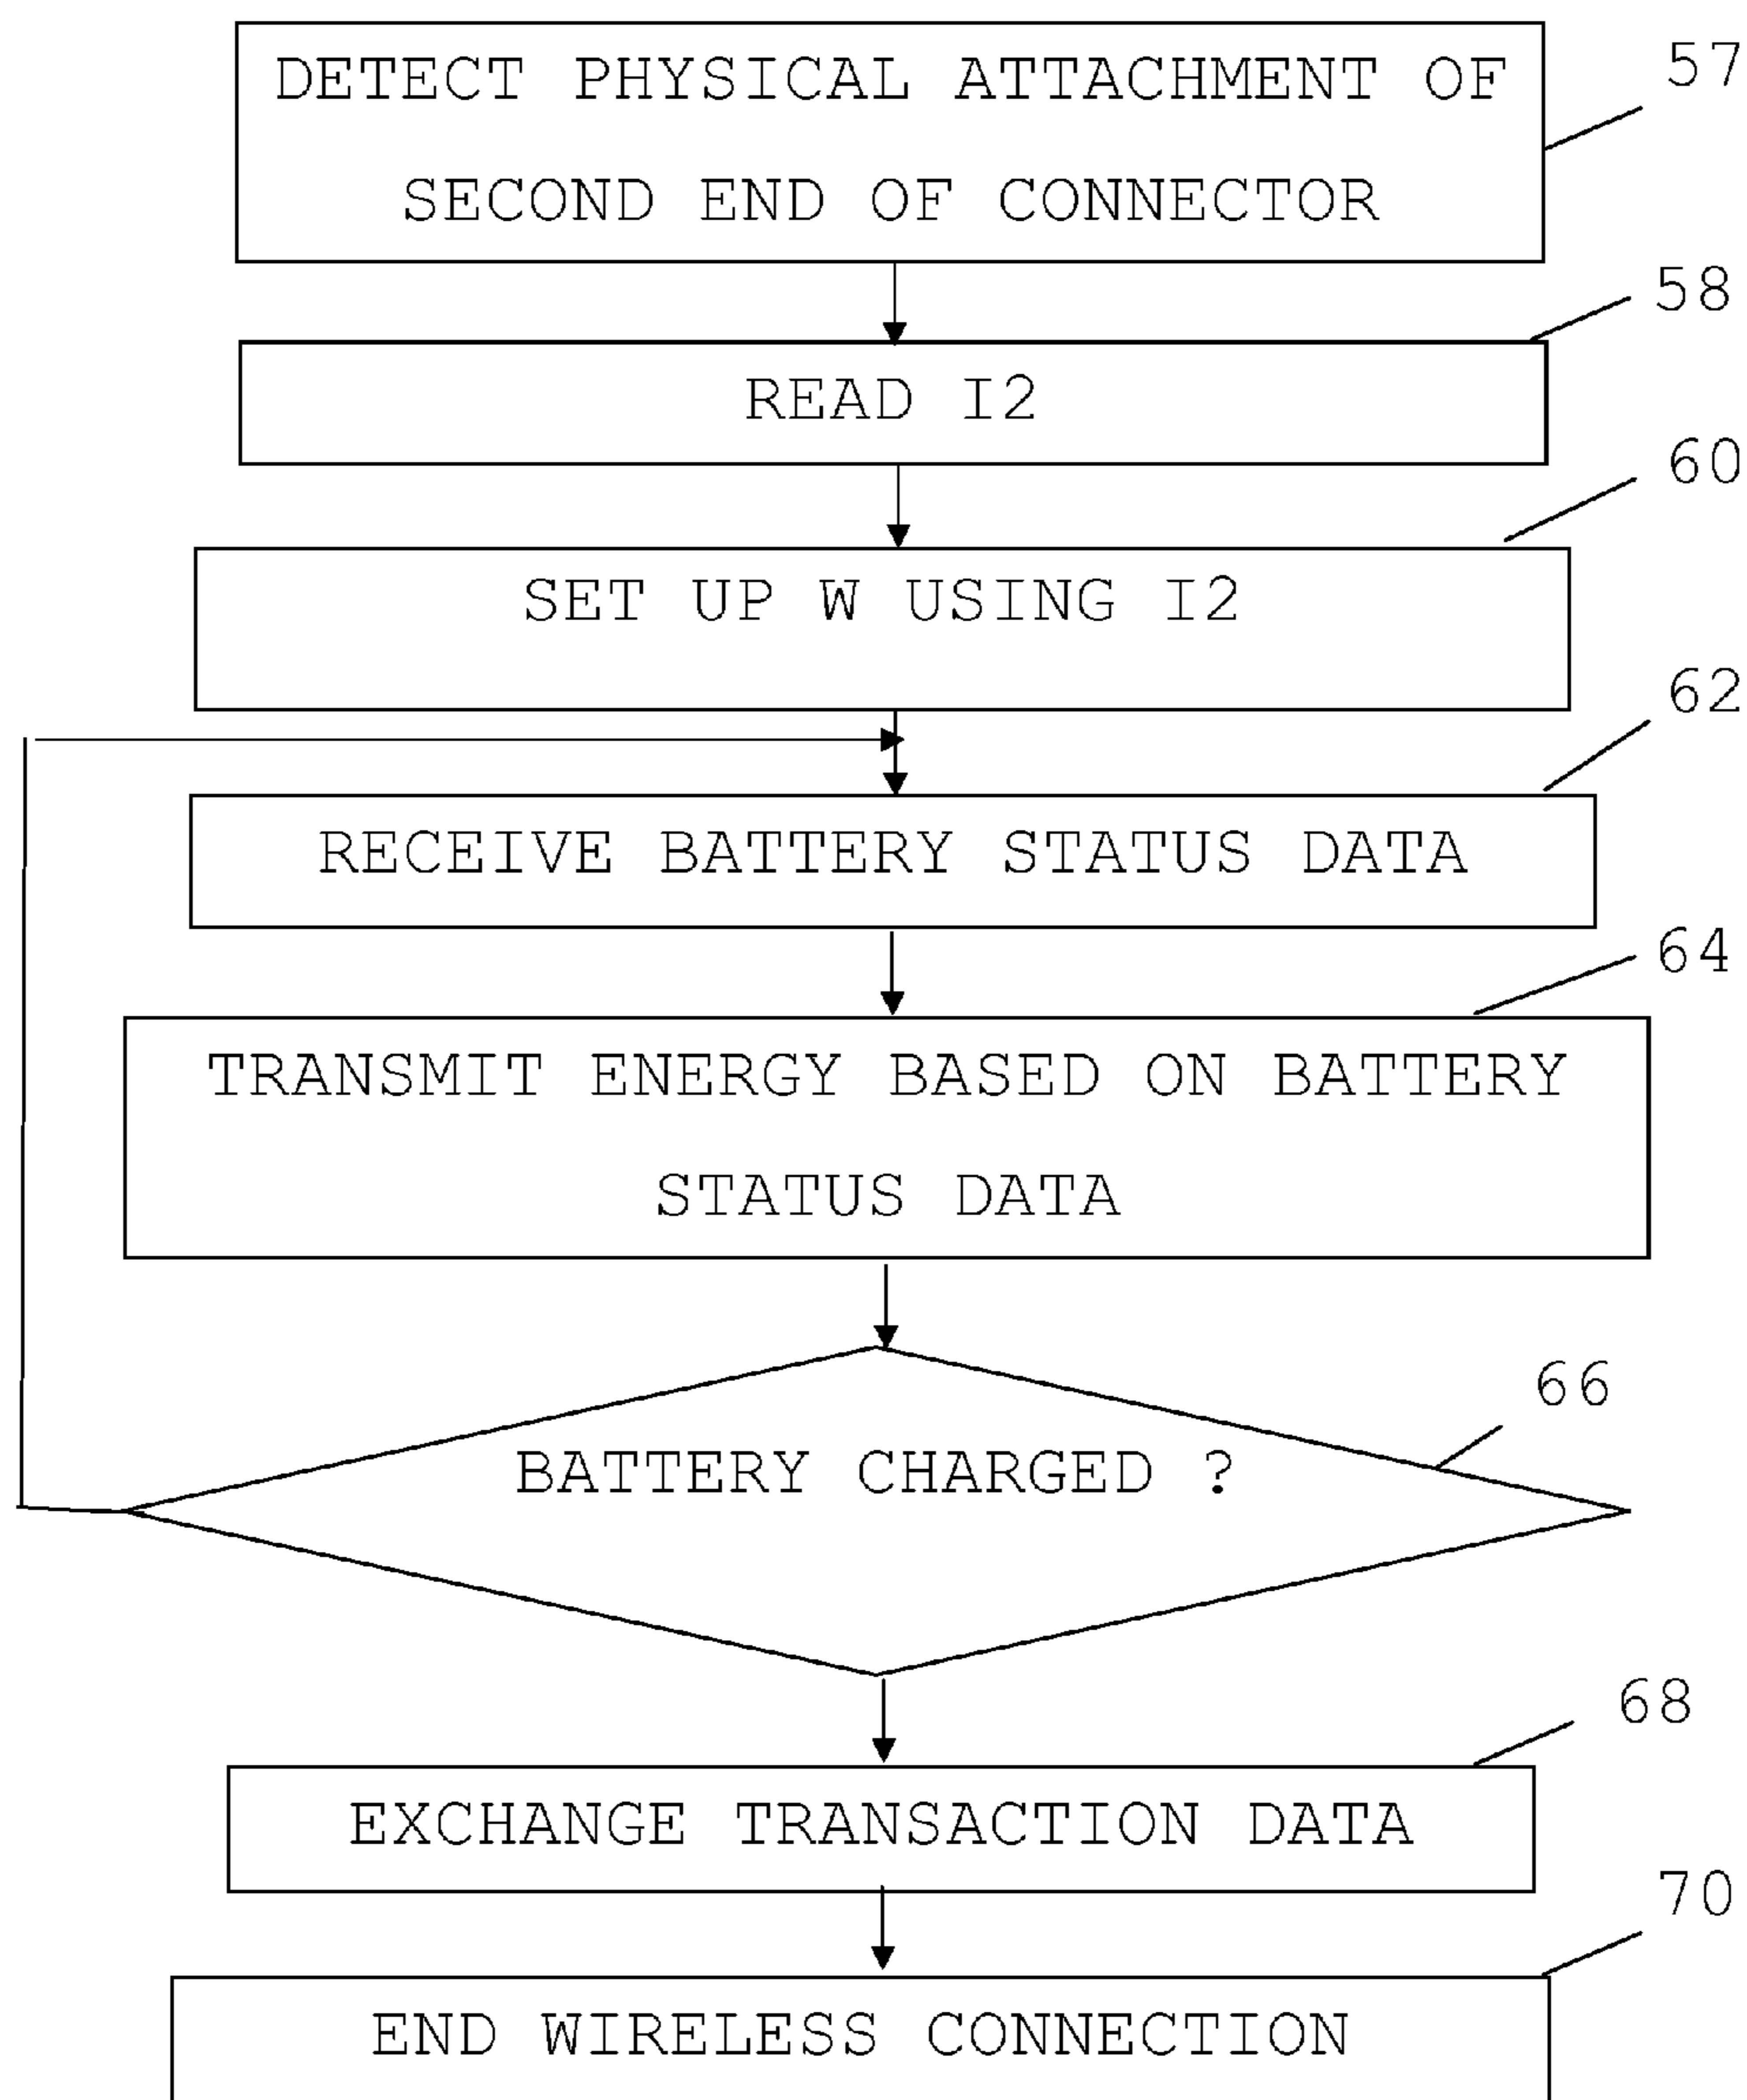 DETECT PHYSICAL ATTACHMENT OF
SECOND END OF CONNECTOR
57
READ I2
58
SET UP W USING I2
60
RECEIVE BATTERY STATUS DATA
62
TRANSMIT ENERGY BASED ON BATTERY
STATUS DATA
64
BATTERY CHARGED ?
66
EXCHANGE TRANSACTION DATA
68
END WIRELESS CONNECTION
70